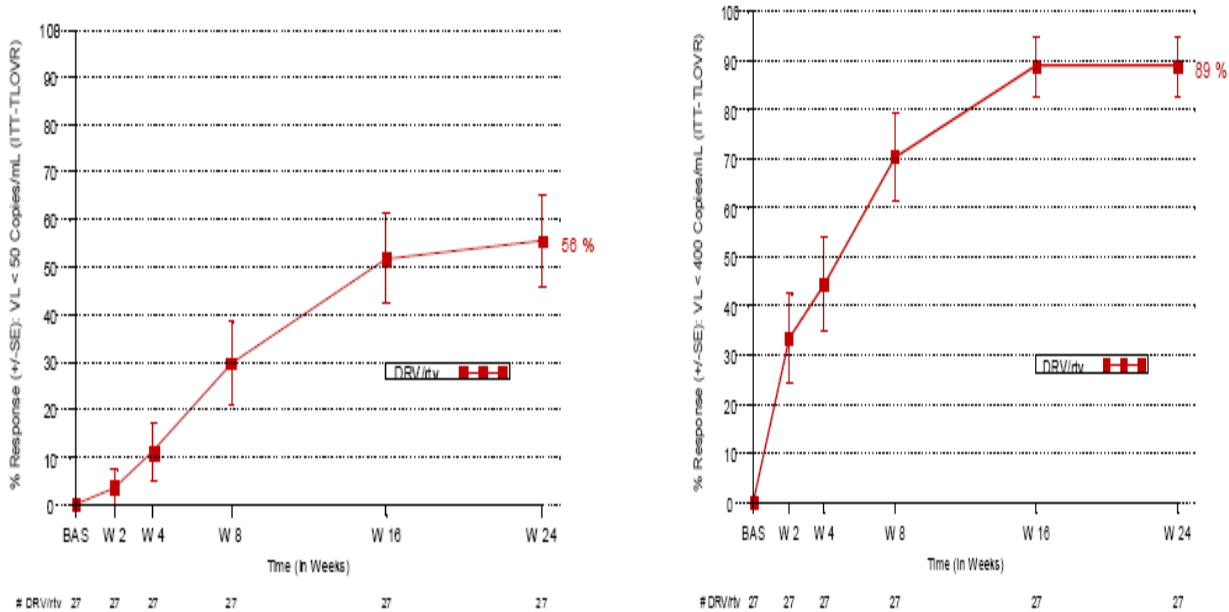 % Response (+/-SE): VL < 50 Copies/mL (ITT-TLOVR)
100
90
80
70
60
50
40
30
20
10
0
56 %
DRV/rtv
BAS W 2 W 4 W 8 W 16 W 24
Time (in Weeks)
# DRV/rtv 27 27 27 27 27 27
% Response (+/-SE): VL < 400 Copies/mL (ITT-TLOVR)
100
90
80
70
60
50
40
30
20
10
0
89 %
DRV/rtv
BAS W 2 W 4 W 8 W 16 W 24
Time (in Weeks)
# DRV/rtv 27 27 27 27 27 27